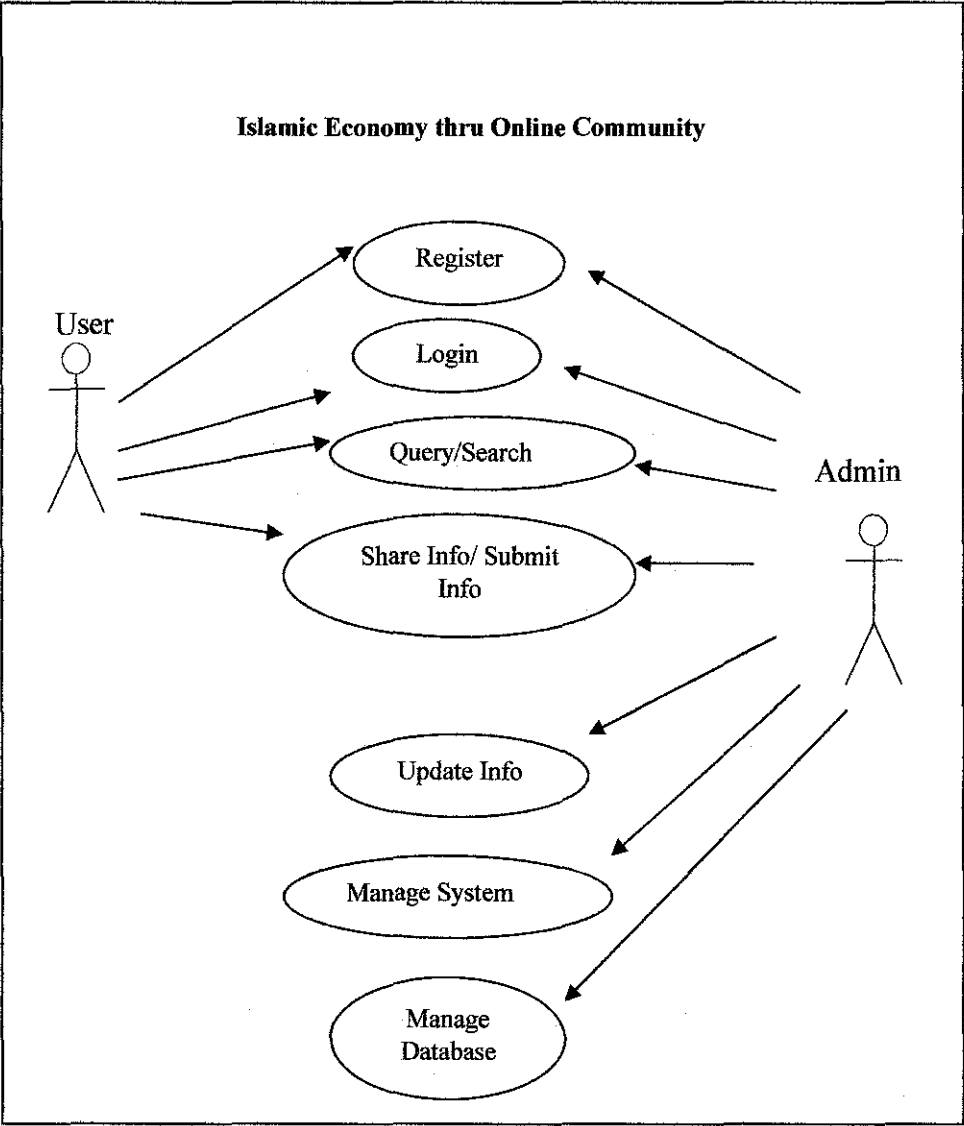 Islamic Economy thru Online Community
Register
User
Login
Query/Search
Admin
Share Info/ Submit
Info
Update Info
Manage System
Manage
Database